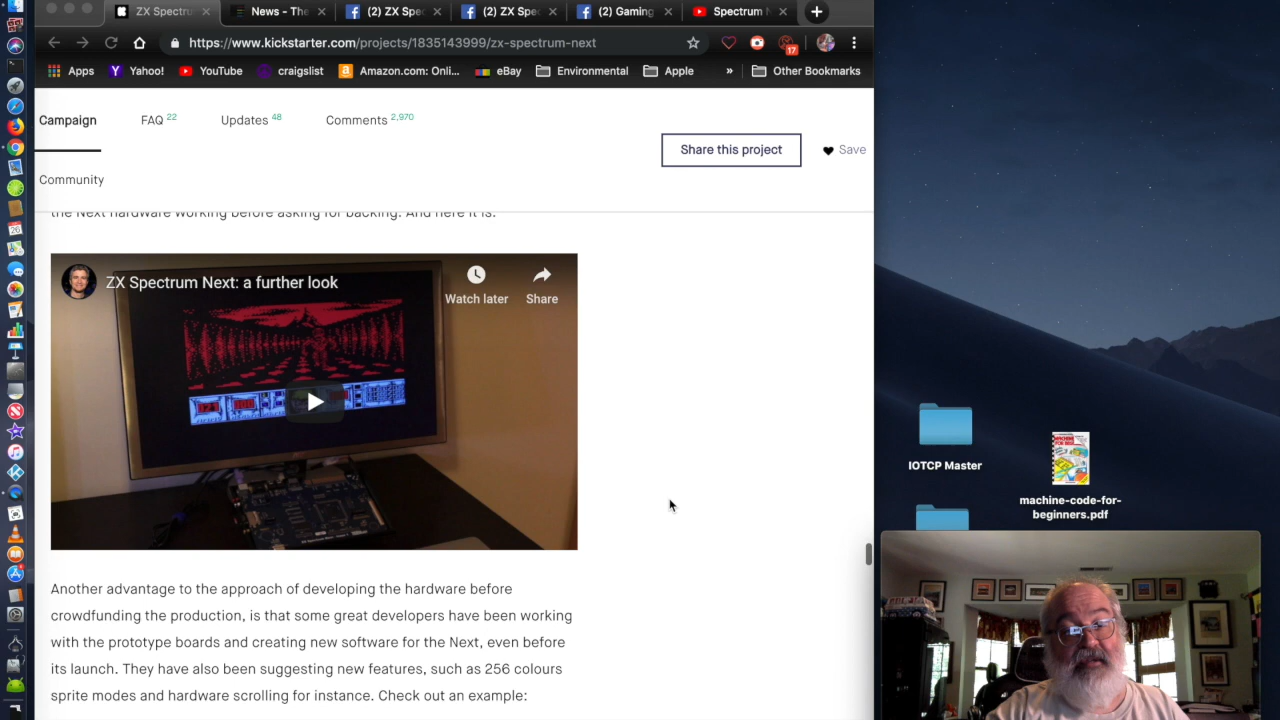 ZX Spectru
News - The
(2) ZX Spe
(2) ZX Spe
(2) Gaming
Spectrum N
https://www.kickstarter.com/projects/1835143999/zx-spectrum-next
17
Apps
Yahoo!
YouTube
craigslist
Amazon.com: Onli...
eBay
Environmental
Apple
»
Other Bookmarks
Campaign
FAQ 22
Updates 48
Comments 2,970
Share this project
Save
Community
the Next hardware working before asking for backing. And here it is:
ZX Spectrum Next: a further look
Watch later
Share
Another advantage to the approach of developing the hardware before
crowdfunding the production, is that some great developers have been working
with the prototype boards and creating new software for the Next, even before
its launch. They have also been suggesting new features, such as 256 colours
sprite modes and hardware scrolling for instance. Check out an example:
IOTCP Master
machine-code-for-
beginners.pdf